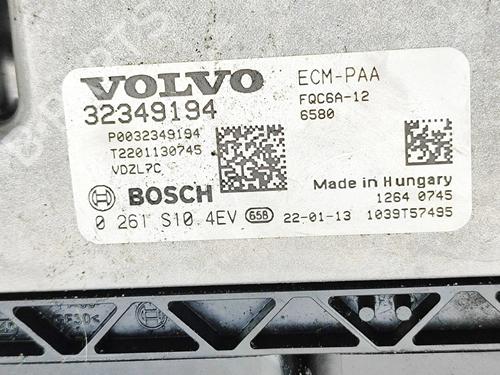 VOLVO
32349194
P0032349194
T2201130745
VDZL7C
BOSCH
0 261 S10 4EV 658 22-01-13 1039T57495
ECM-PAA
FQC6A-12
6580
Made in Hungary
1264 0745